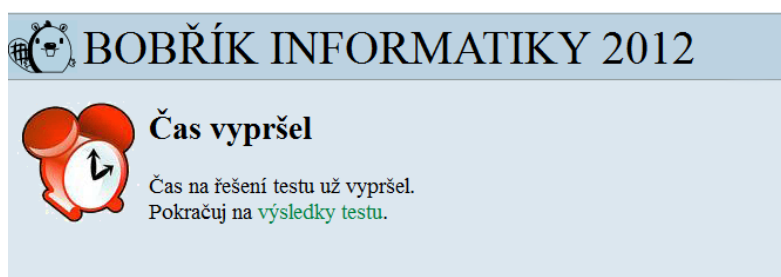 BOBŘÍK INFORMATIKY 2012
Čas vypršel
Čas na řešení testu už vypršel.
Pokračuj na výsledky testu.